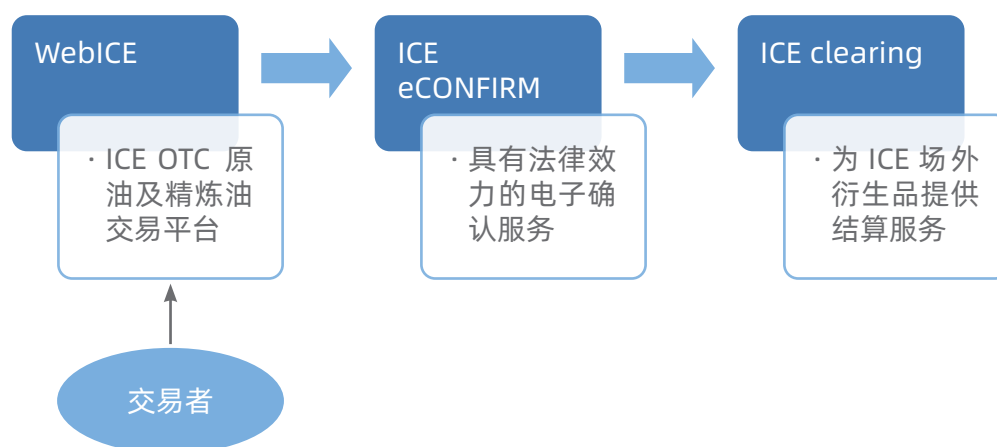 WebICE
· ICE OTC 原
油及精炼油
交易平台
ICE
eCONFIRM
· 具有法律效
力的电子确
认服务
ICE clearing
· 为 ICE 场外
衍生品提供
结算服务
交易者